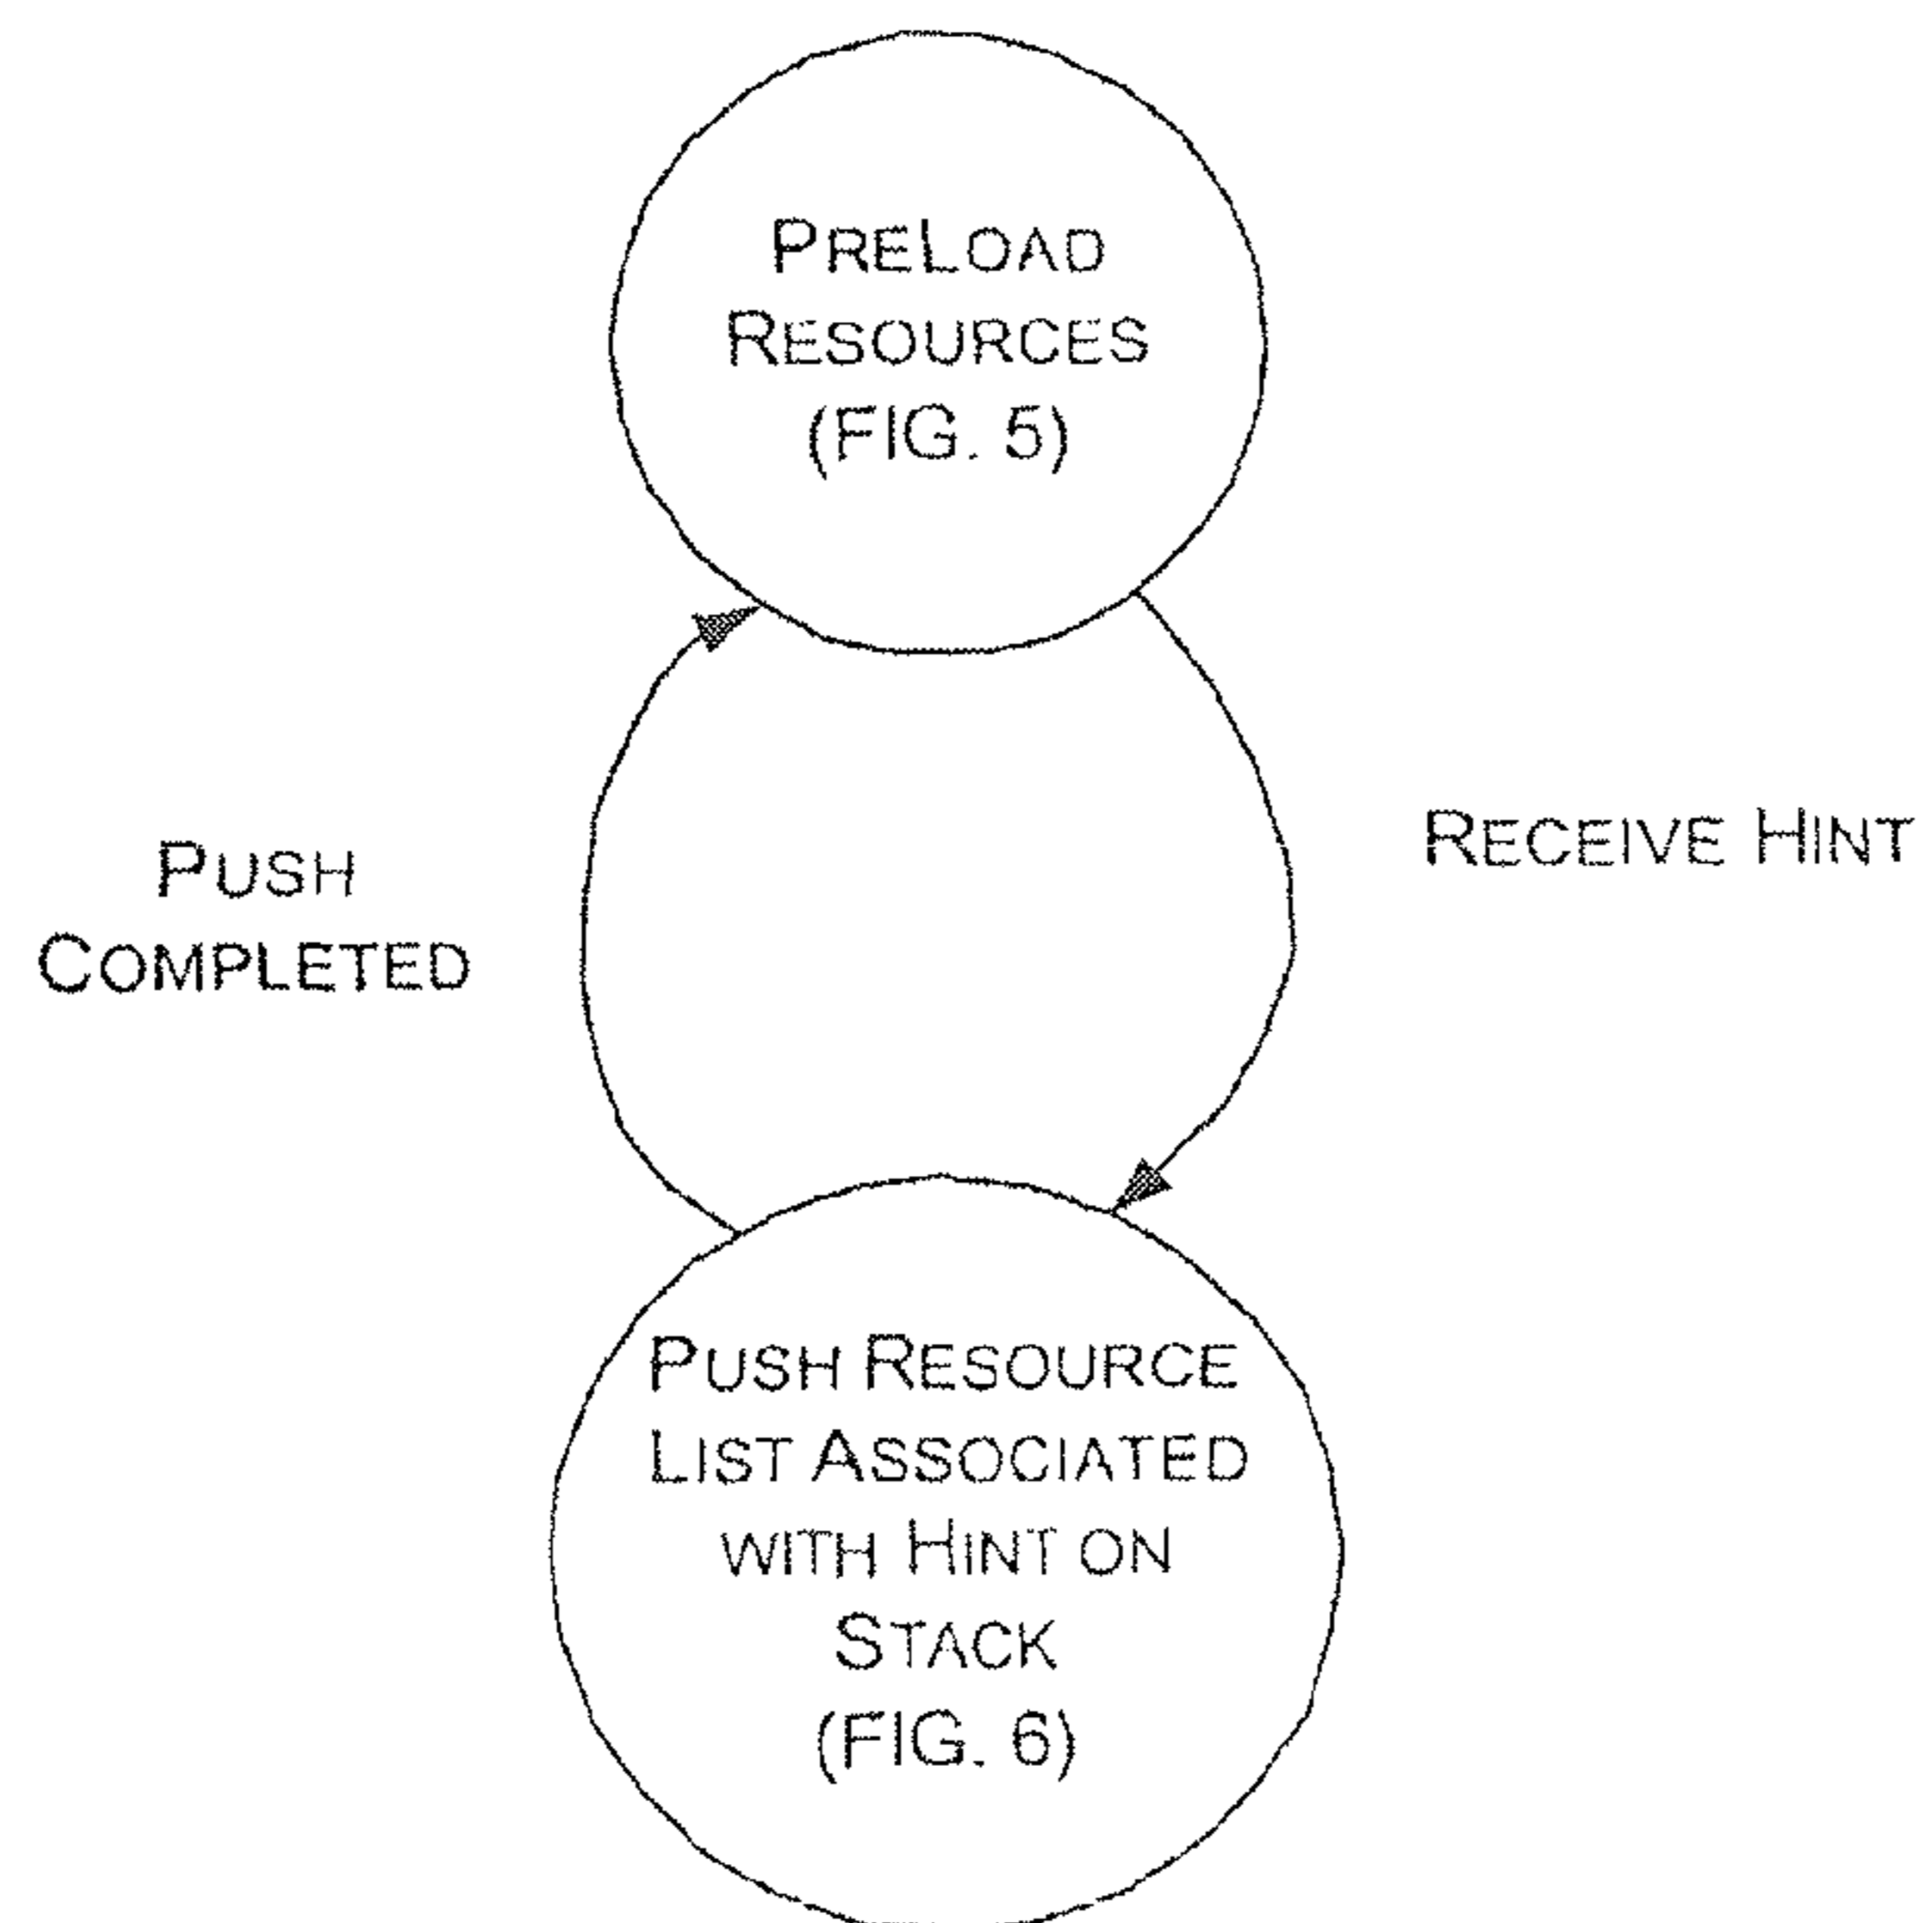 PRELOAD
RESOURCES
(FIG. 5)
PUSH
COMPLETED
RECEIVE HINT
PUSH RESOURCE
LIST ASSOCIATED
WITH HINT ON
STACK
(FIG. 6)